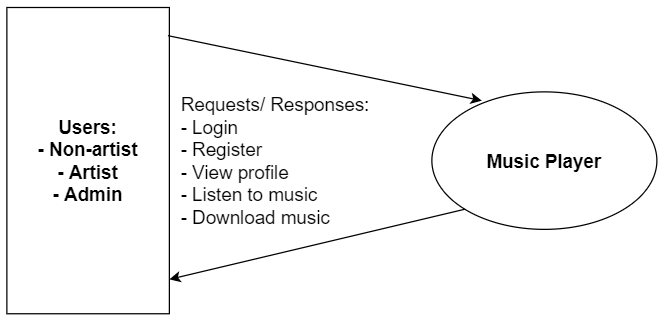 Users:
- Non-artist
- Artist
- Admin
Requests/ Responses:
- Login
- Register
- View profile
- Listen to music
- Download music
Music Player